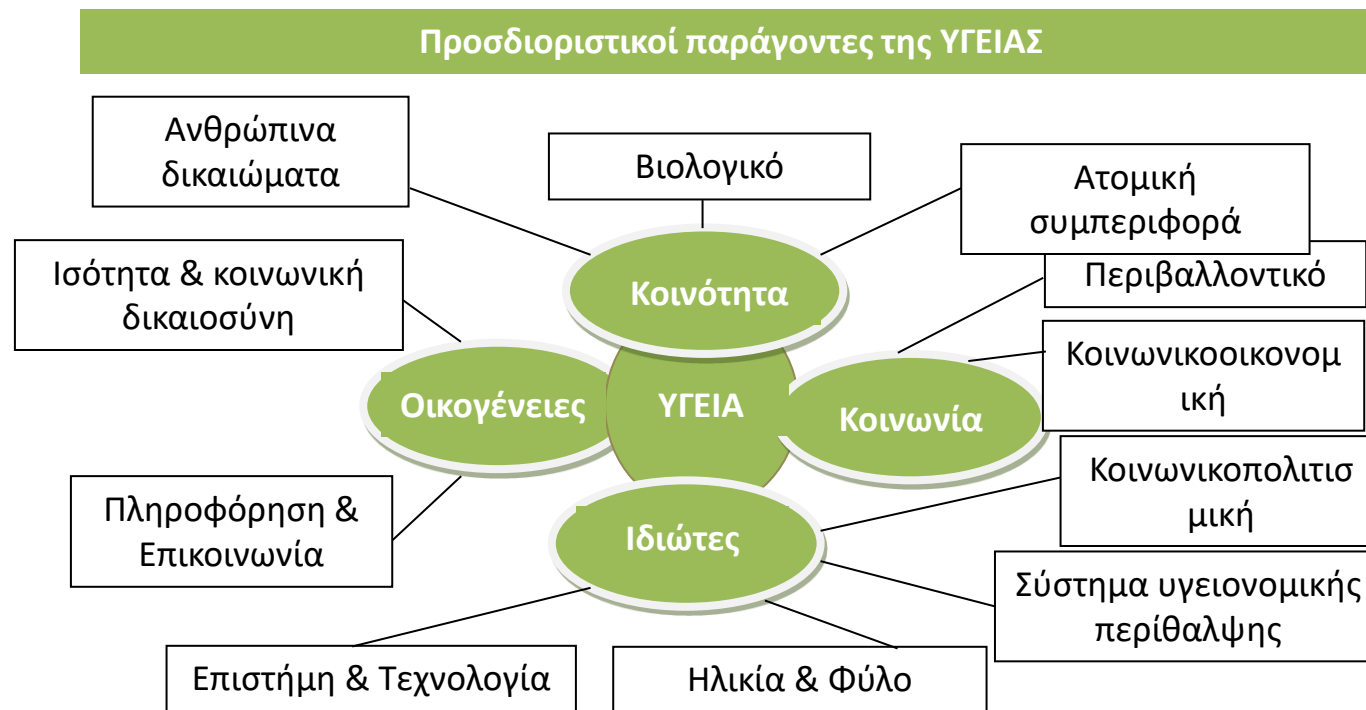 Προσδιοριστικοί παράγοντες της ΥΓΕΙΑΣ
Ανθρώπινα
δικαιώματα
Βιολογικό
Ατομική
συμπεριφορά
Ισότητα & κοινωνική
δικαιοσύνη
Περιβαλλοντικό
Κοινότητα
Κοινωνικοοικονομ
ική
Οικογένειες
ΥΓΕΙΑ
Κοινωνία
Κοινωνικοπολιτισ
μική
Πληροφόρηση &
Επικοινωνία
Ιδιώτες
Σύστημα υγειονομικής
περίθαλψης
Επιστήμη & Τεχνολογία
Ηλικία & Φύλο